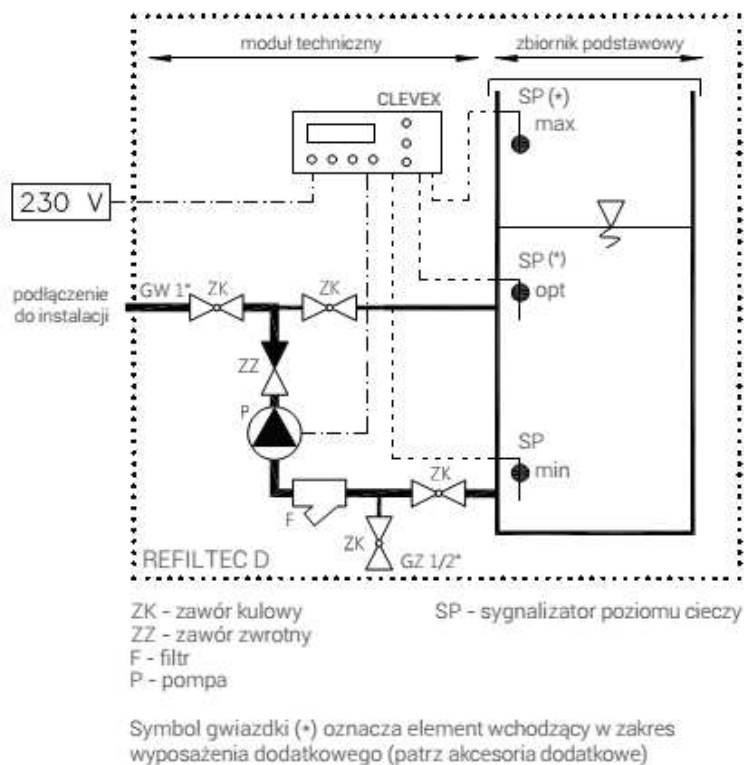 moduł techniczny
zbiornik podstawowy
CLEVEX
SP (*)
max
230 V
SP (*)
opt
podłączenie
do instalacji
GW 1"
ZK
ZK
ZZ
P
SP
min
ZK
F
ZK
GZ 1/2"
REFILTEC D
ZK - zawór kulowy
SP - sygnalizator poziomu cieczy
ZZ - zawór zwrotny
F - filtr
P - pompa
Symbol gwiazdki (*) oznacza element wchodzący w zakres
wyposażenia dodatkowego (patrz akcesoria dodatkowe)